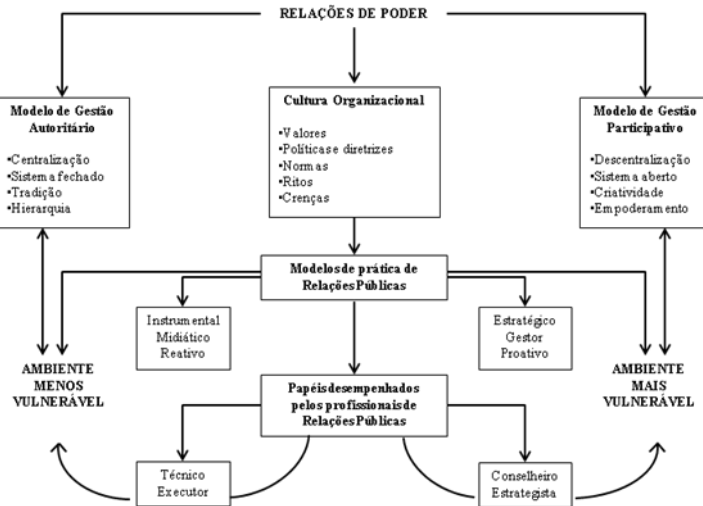 RELAÇÕES DE PODER
Modelo de Gestão
Autoritário
•Centralização
•Sistema fechado
•Tradição
•Hierarquia
Cultura Organizacional
•Valores
•Políticas e diretrizes
•Normas
•Ritos
•Crenças
Modelo de Gestão
Participativo
•Descentralização
•Sistema aberto
•Criatividade
•Empoderamento
Modelos de prática de
Relações Públicas
Instrumental
Midiático
Reativo
Estratégico
Gestor
Proativo
AMBIENTE
MENOS
VULNERÁVEL
AMBIENTE
MAIS
VULNERÁVEL
Papéis desempenhados
pelos profissionais de
Relações Públicas
Técnico
Executor
Conselheiro
Estrategista